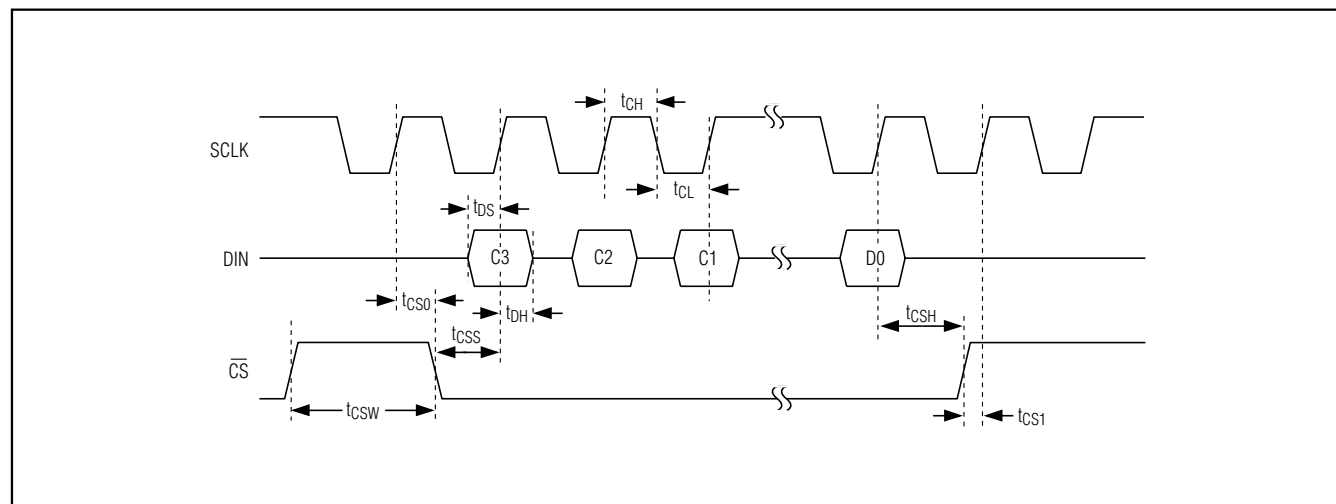 tCH
SCLK
tCL
tDS
DIN
C3
C2
C1
D0
tCS0
tDH
tCSH
tCSS
CS
tCSW
tCS1